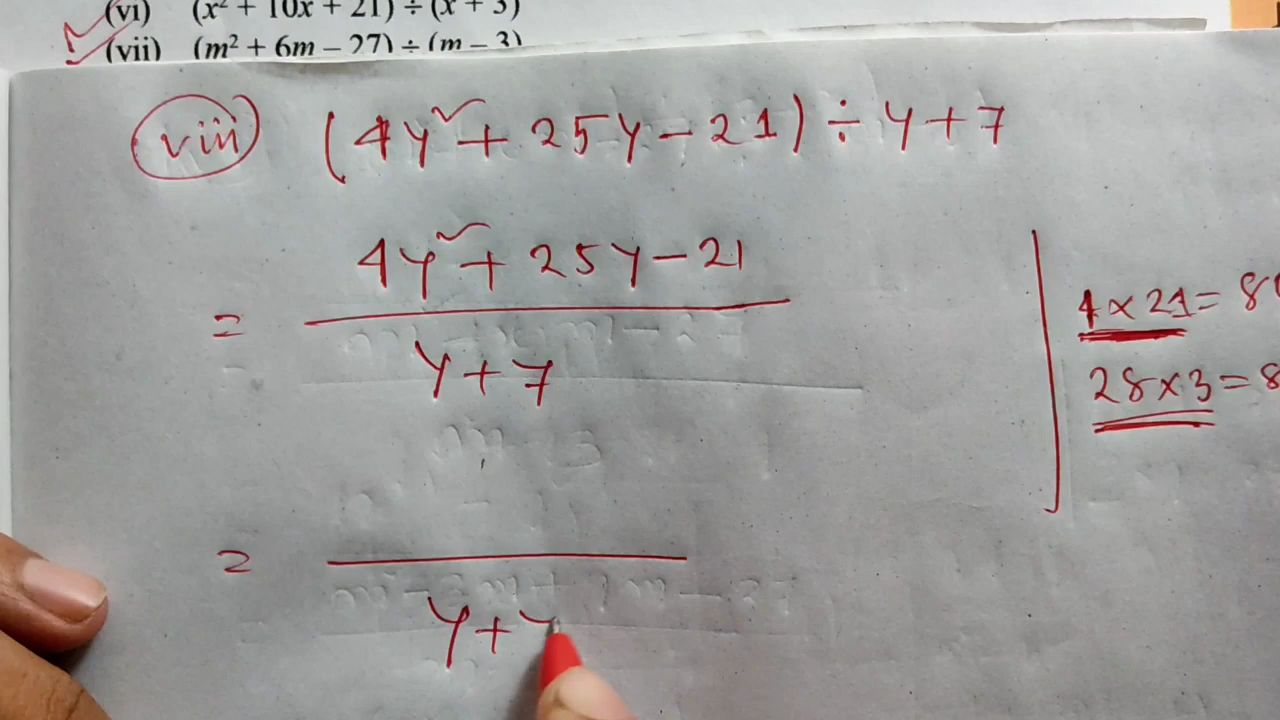 (vi) (x² + 10x + 21) ÷ (x + 3)
(vii) (m² + 6m – 27) ÷ (m – 3)
viii) (4y² + 25y - 21) ÷ y + 7
4y² + 25y - 21
=
y + 7
4 × 21 = 8
28 × 3 = 8
=
y + 7